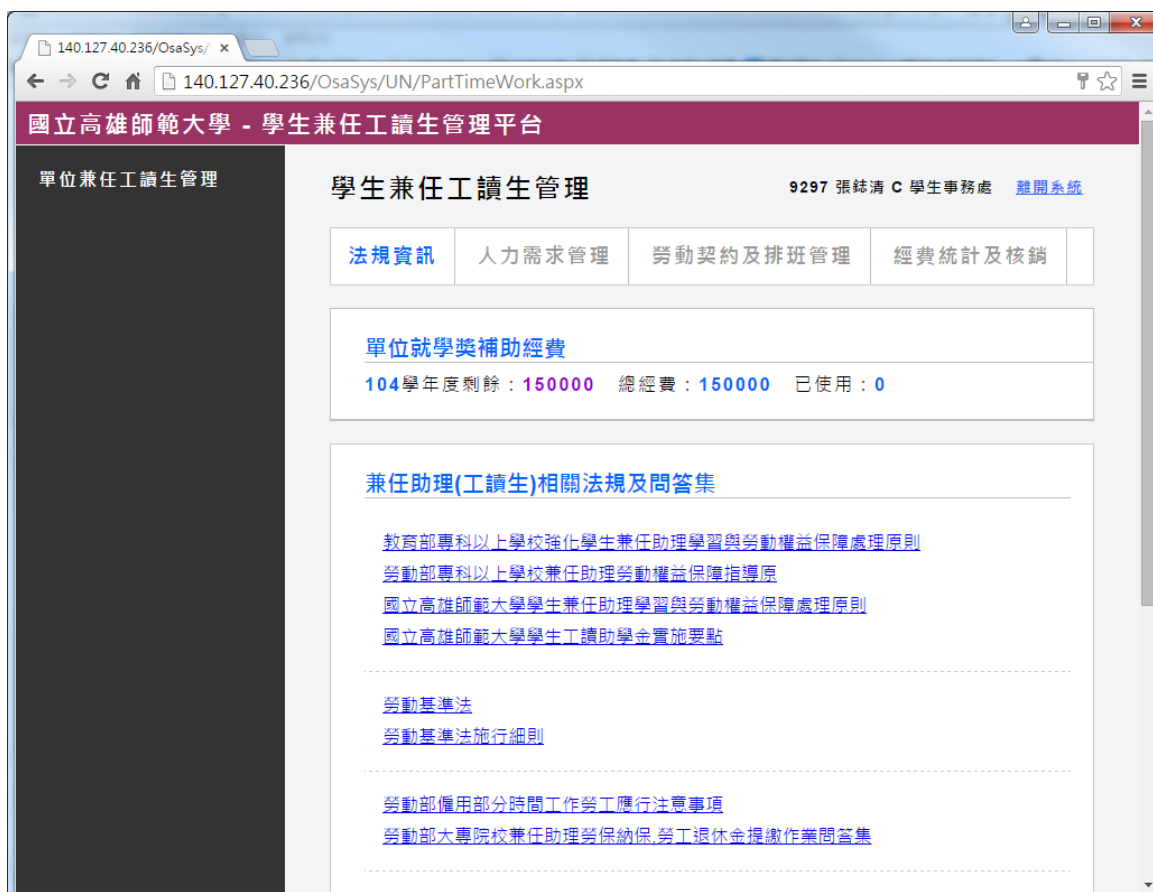 140.127.40.236/OsaSys/
140.127.40.236/OsaSys/UN/PartTimeWork.aspx
國立高雄師範大學 - 學生兼任工讀生管理平台
單位兼任工讀生管理
學生兼任工讀生管理
9297 張鋕清 C 學生事務處 離開系統
法規資訊 人力需求管理 勞動契約及排班管理 經費統計及核銷
單位就學獎補助經費
104學年度剩餘：150000 總經費：150000 已使用：0
兼任助理(工讀生)相關法規及問答集
教育部專科以上學校強化學生兼任助理學習與勞動權益保障處理原則
勞動部專科以上學校兼任助理勞動權益保障指導原
國立高雄師範大學學生兼任助理學習與勞動權益保障處理原則
國立高雄師範大學學生工讀助學金實施要點
勞動基準法
勞動基準法施行細則
勞動部僱用部分時間工作勞工應行注意事項
勞動部大專院校兼任助理勞保納保,勞工退休金提繳作業問答集